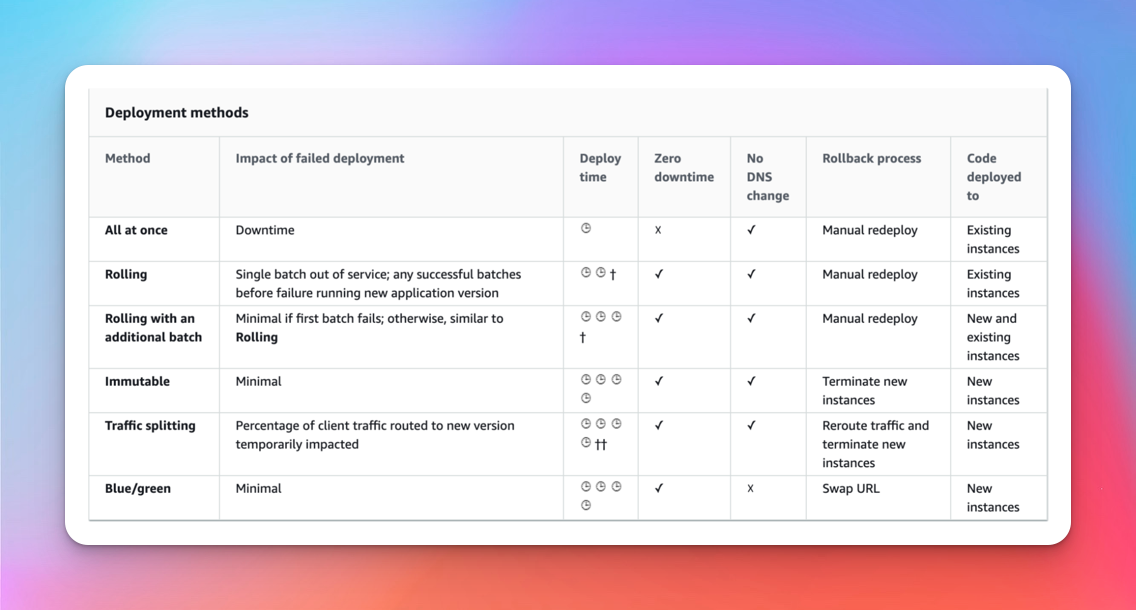 Deployment methods
Method Impact of failed deployment Deploy time Zero downtime No DNS change Rollback process Code deployed to
All at once Downtime ◷ x ✓ Manual redeploy Existing instances
Rolling Single batch out of service; any successful batches before failure running new application version ◷ ◷ † ✓ ✓ Manual redeploy Existing instances
Rolling with an additional batch Minimal if first batch fails; otherwise, similar to Rolling ◷ ◷ ◷ † ✓ ✓ Manual redeploy New and existing instances
Immutable Minimal ◷ ◷ ◷ ◷ ✓ ✓ Terminate new instances New instances
Traffic splitting Percentage of client traffic routed to new version temporarily impacted ◷ ◷ ◷ ◷ †† ✓ ✓ Reroute traffic and terminate new instances New instances
Blue/green Minimal ◷ ◷ ◷ ◷ ✓ x Swap URL New instances